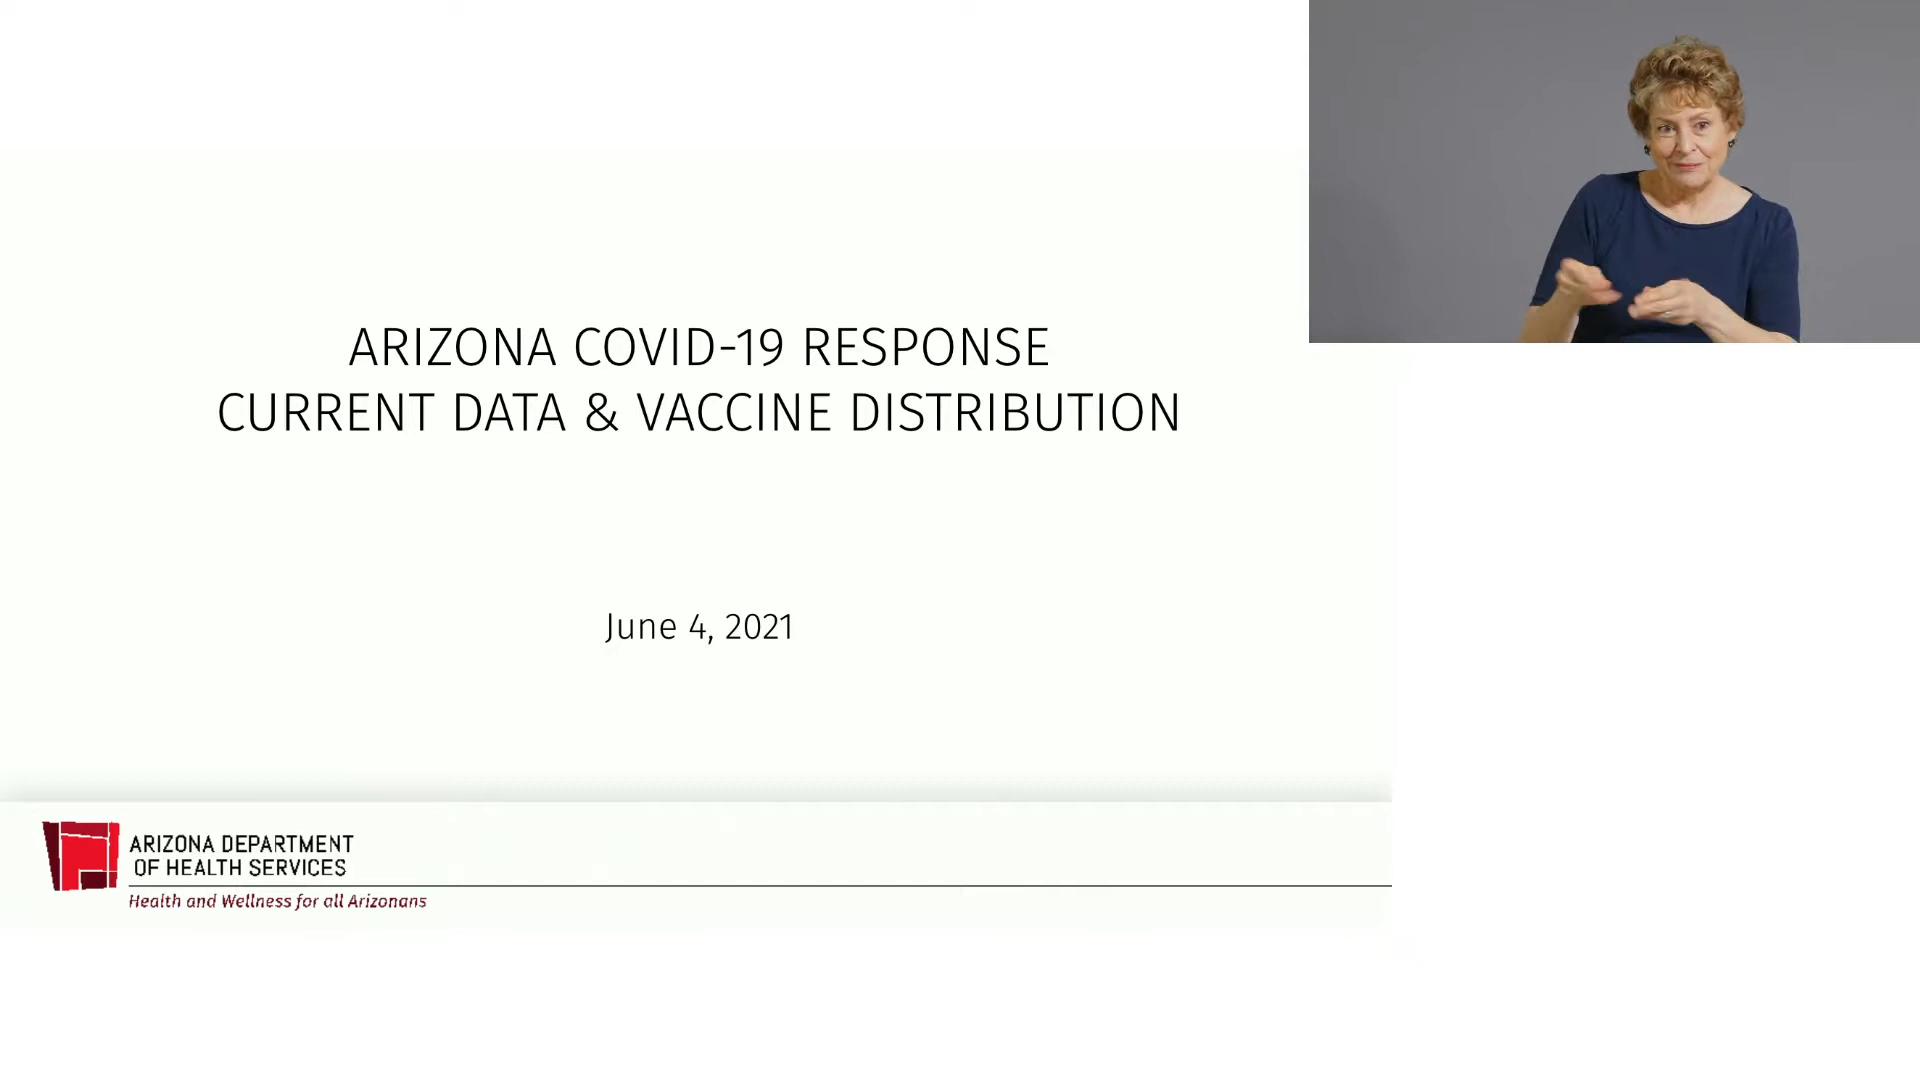 ARIZONA COVID-19 RESPONSE
CURRENT DATA & VACCINE DISTRIBUTION
June 4, 2021
ARIZONA DEPARTMENT
OF HEALTH SERVICES
Health and Wellness for all Arizonans